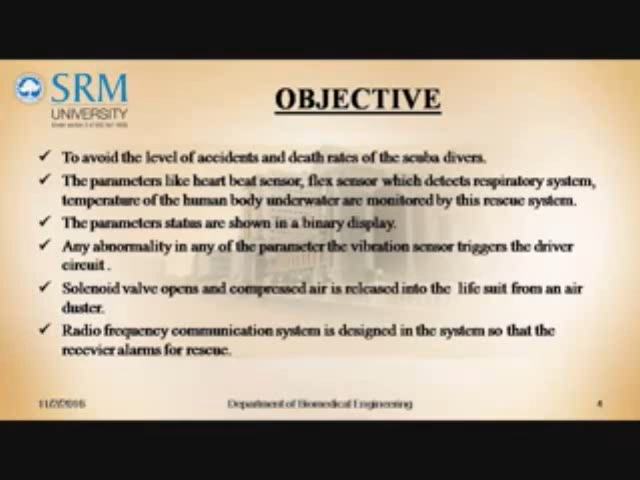 SRM
UNIVERSITY
OBJECTIVE
✓ To avoid the level of accidents and death rates of the scuba divers.
✓ The parameters like heart beat sensor, flex sensor which detects respiratory system,
temperature of the human body underwater are monitored by this rescue system.
✓ The parameters status are shown in a binary display.
✓ Any abnormality in any of the parameter the vibration sensor triggers the driver
circuit .
✓ Solenoid valve opens and compressed air is released into the life suit from an air
duster.
✓ Radio frequency communication system is designed in the system so that the
recevier alarms for rescue.
Department of Biomedical Engineering
4